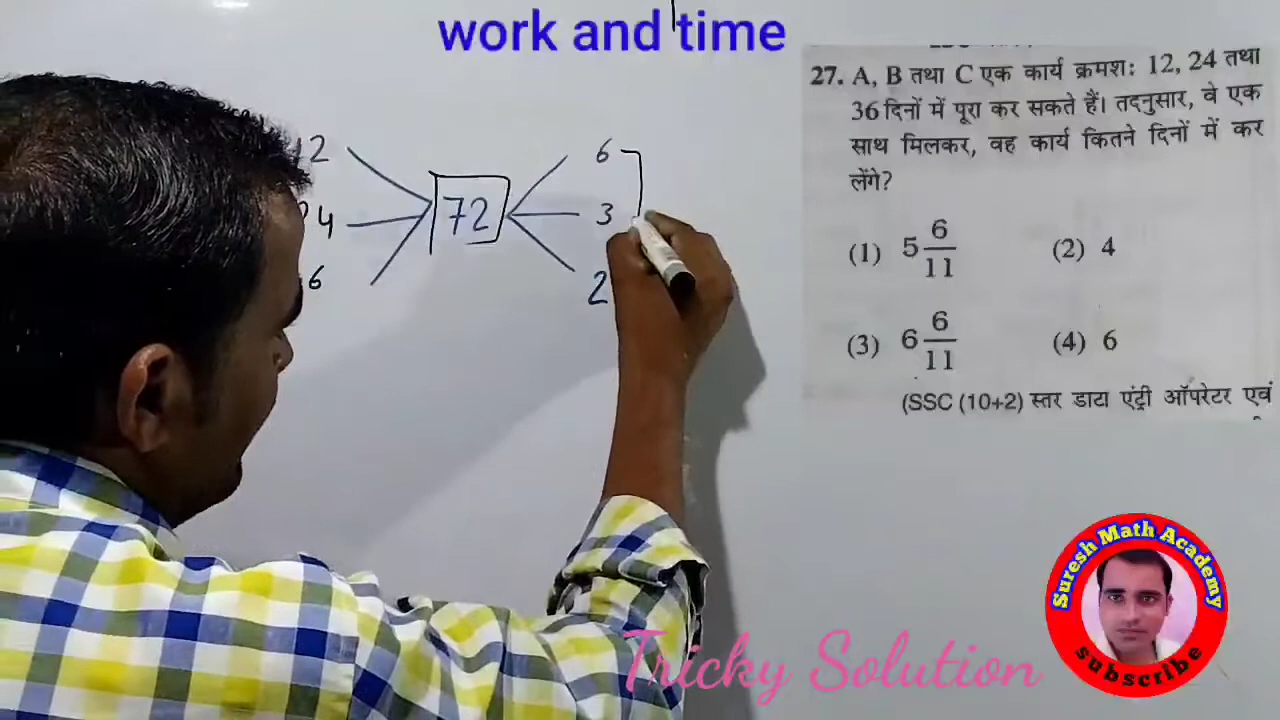 work and time
12
24
36
72
6
3
2
27. A, B तथा C एक कार्य क्रमशः 12, 24 तथा
36 दिनों में पूरा कर सकते हैं। तदनुसार, वे एक
साथ मिलकर, वह कार्य कितने दिनों में कर
लेंगे?
(1) 5 6/11 (2) 4
(3) 6 6/11 (4) 6
(SSC (10+2) स्तर डाटा एंट्री ऑपरेटर एवं
Suresh Math Academy
subscribe
Tricky Solution